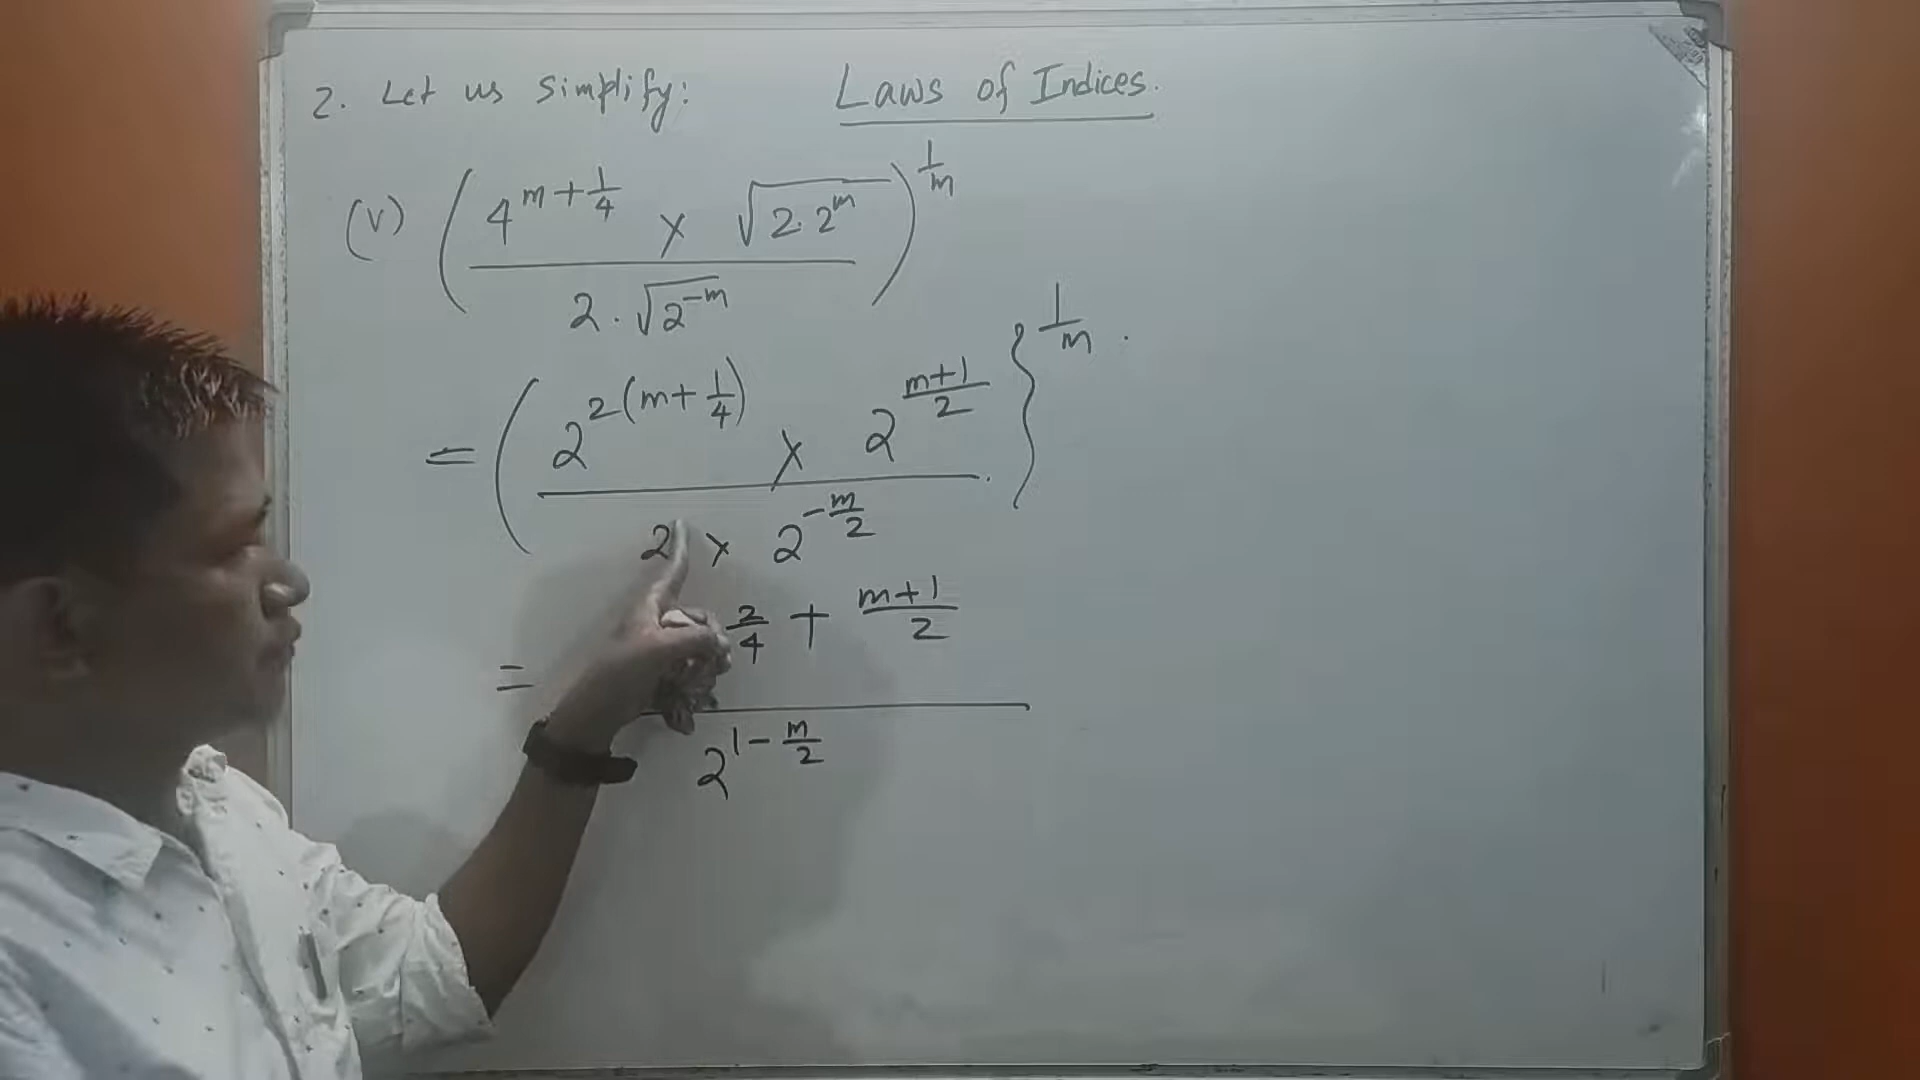 2. Let us Simplify: Laws of Indices.
(V) ( 4^{m+1/4} × √(2.2^m) / 2.√(2^{-m}) )^{1/m}
= ( 2^{2(m+1/4)} × 2^{(m+1)/2} / 2 × 2^{-m/2} }^{1/m} .
= 2/4 + (m+1)/2 / 2^{1-m/2}